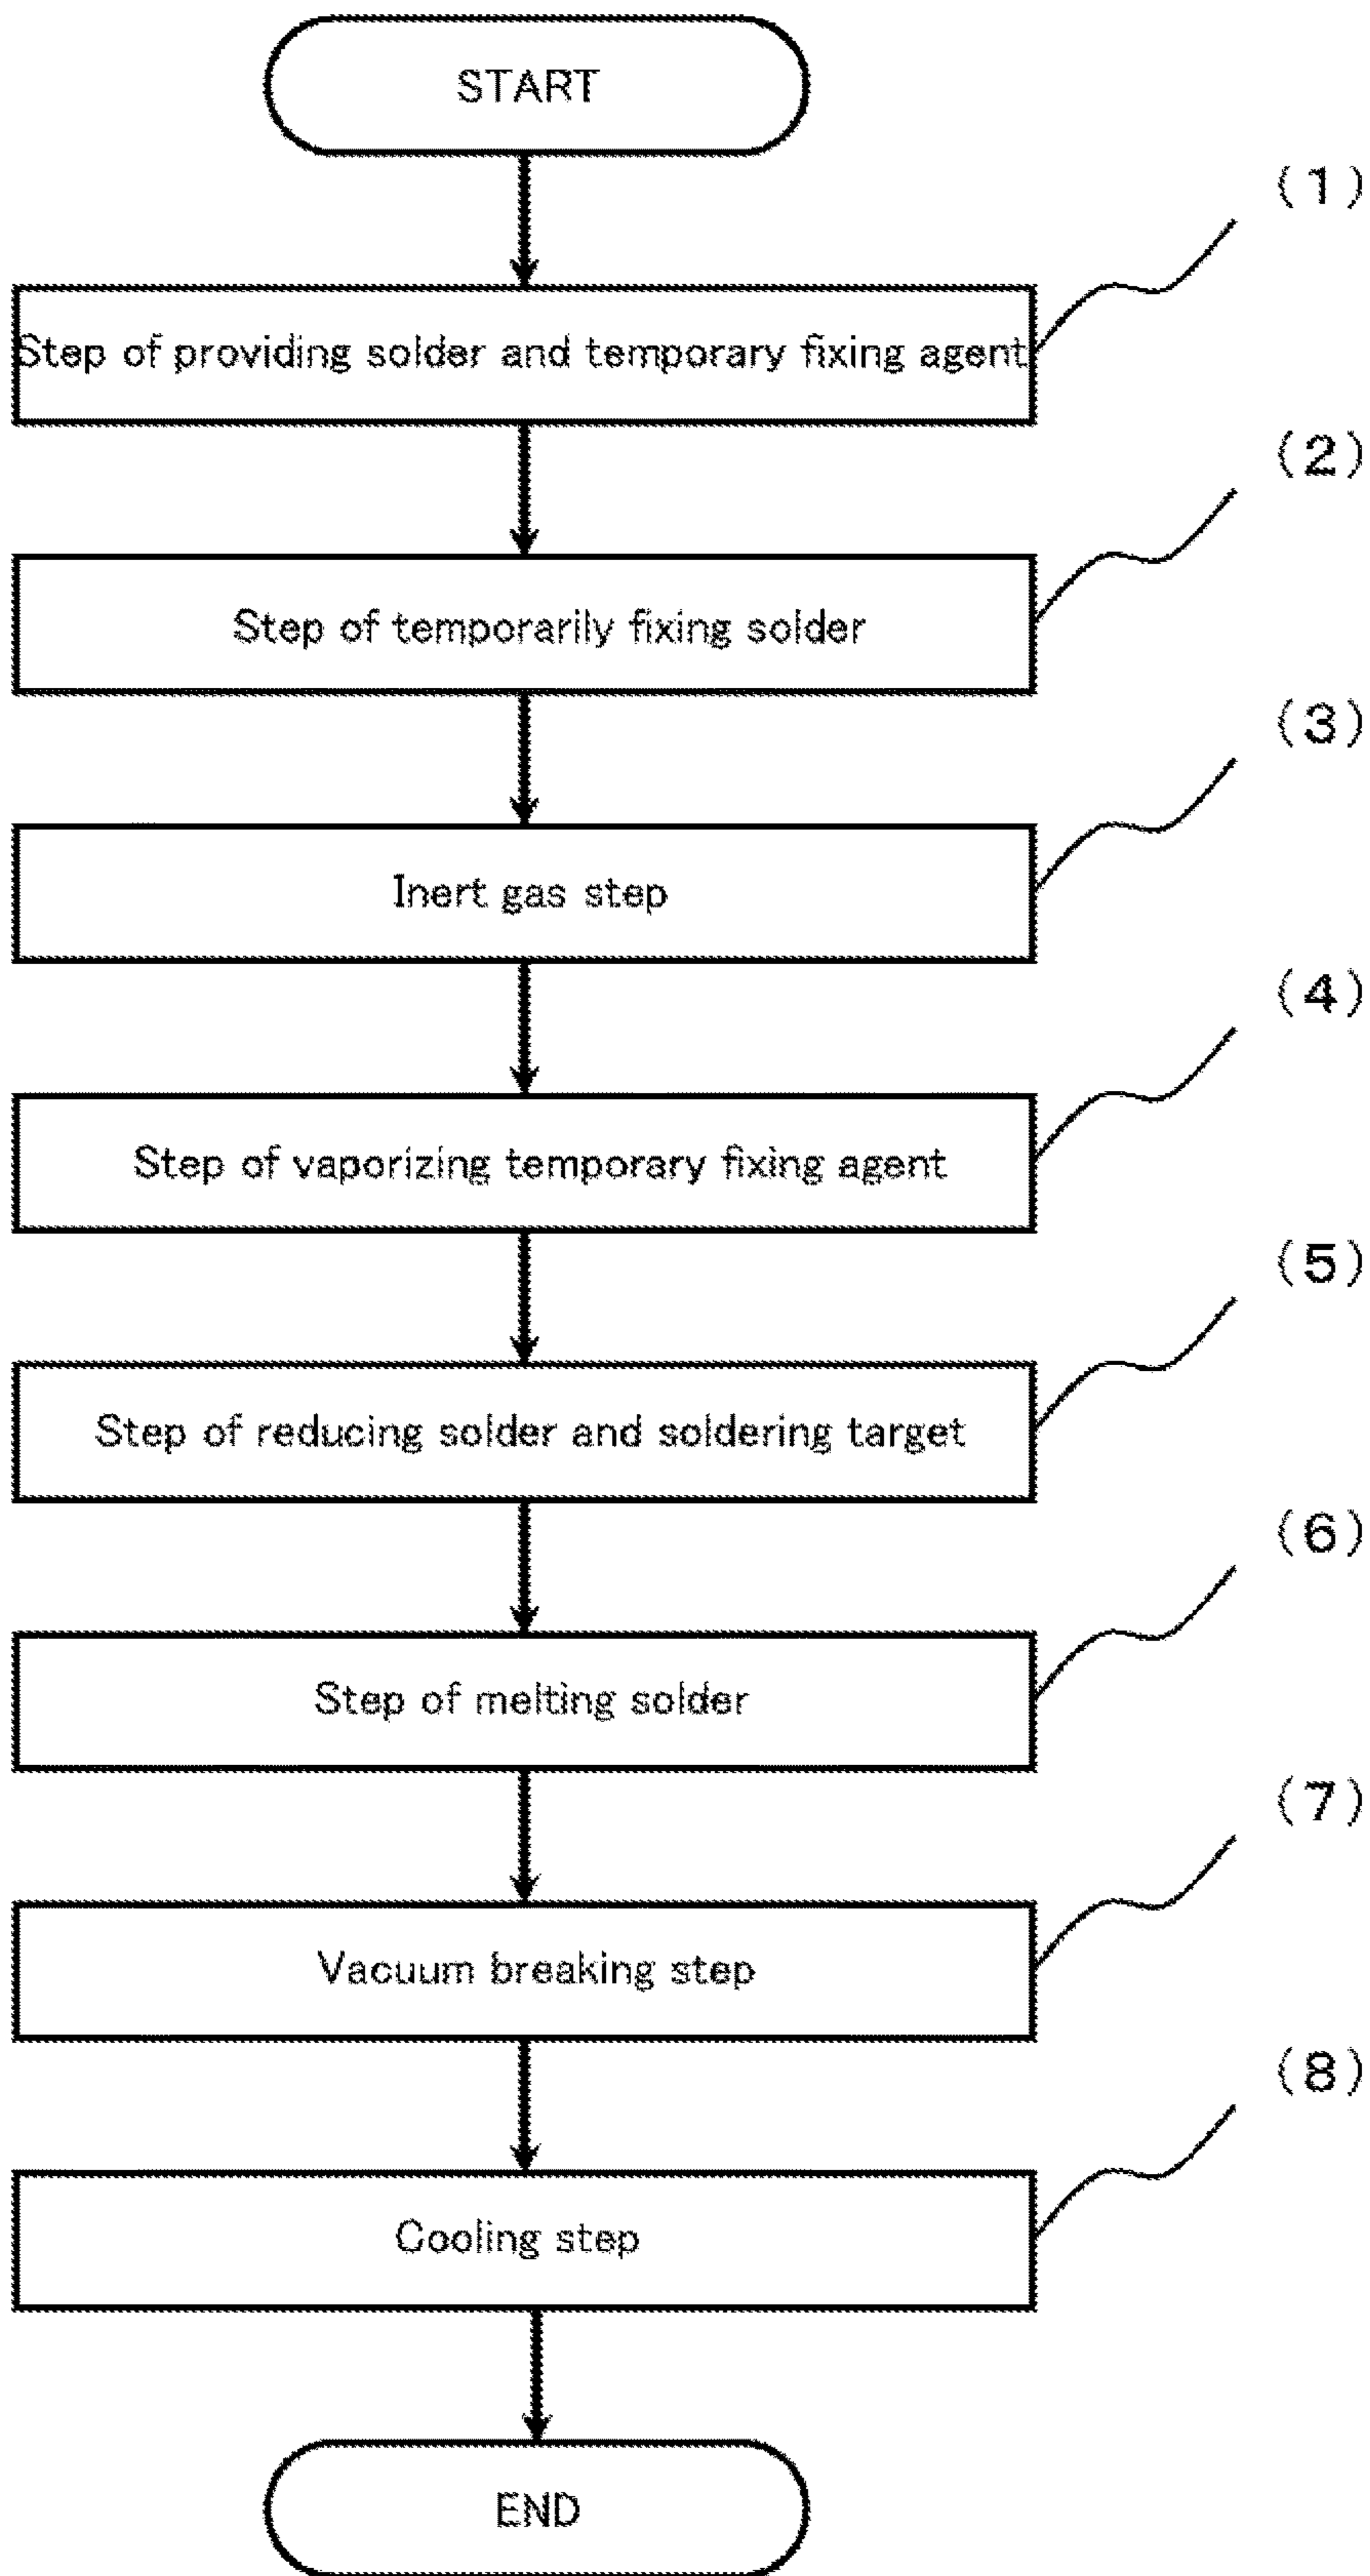 START
(1)
Step of providing solder and temporary fixing agent
(2)
Step of temporarily fixing solder
(3)
Inert gas step
(4)
Step of vaporizing temporary fixing agent
(5)
Step of reducing solder and soldering target
(6)
Step of melting solder
(7)
Vacuum breaking step
(8)
Cooling step
END